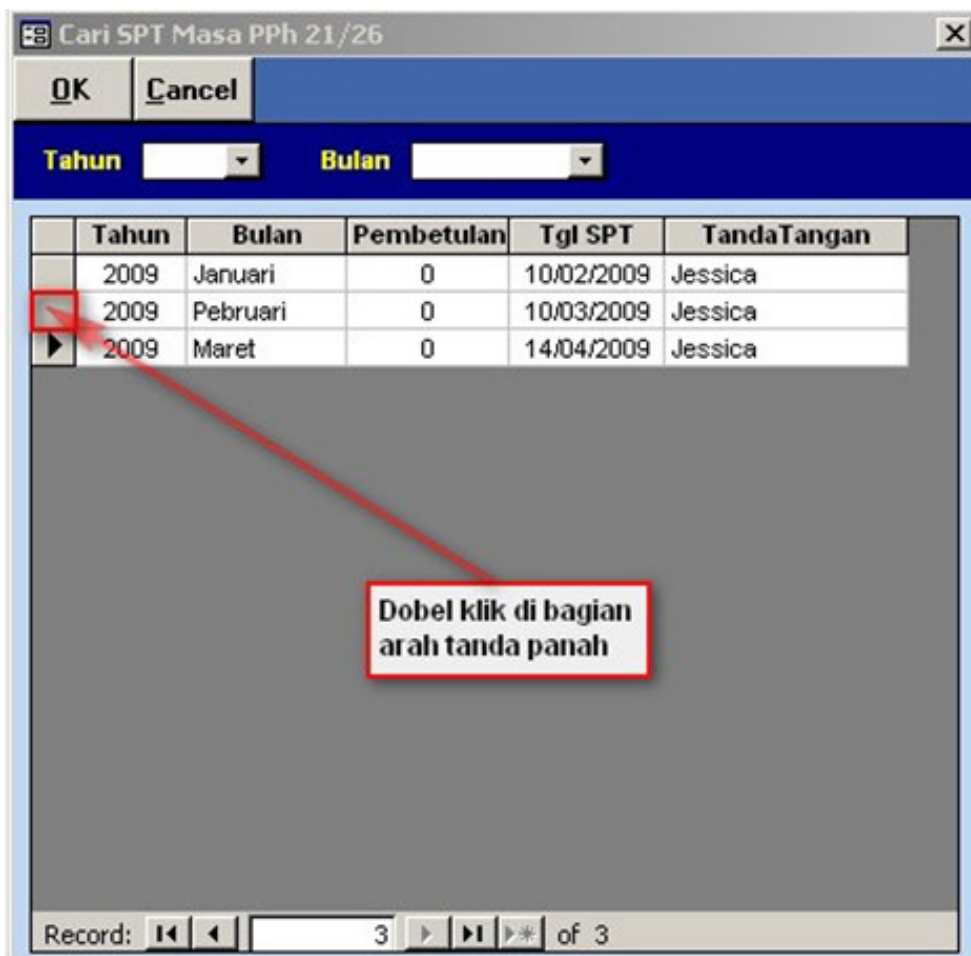 Cari SPT Masa PPh 21/26
OK Cancel
Tahun Bulan
Tahun Bulan Pembetulan Tgl SPT TandaTangan
2009 Januari 0 10/02/2009 Jessica
2009 Pebruari 0 10/03/2009 Jessica
2009 Maret 0 14/04/2009 Jessica
Dobel klik di bagian
arah tanda panah
Record: 3 of 3